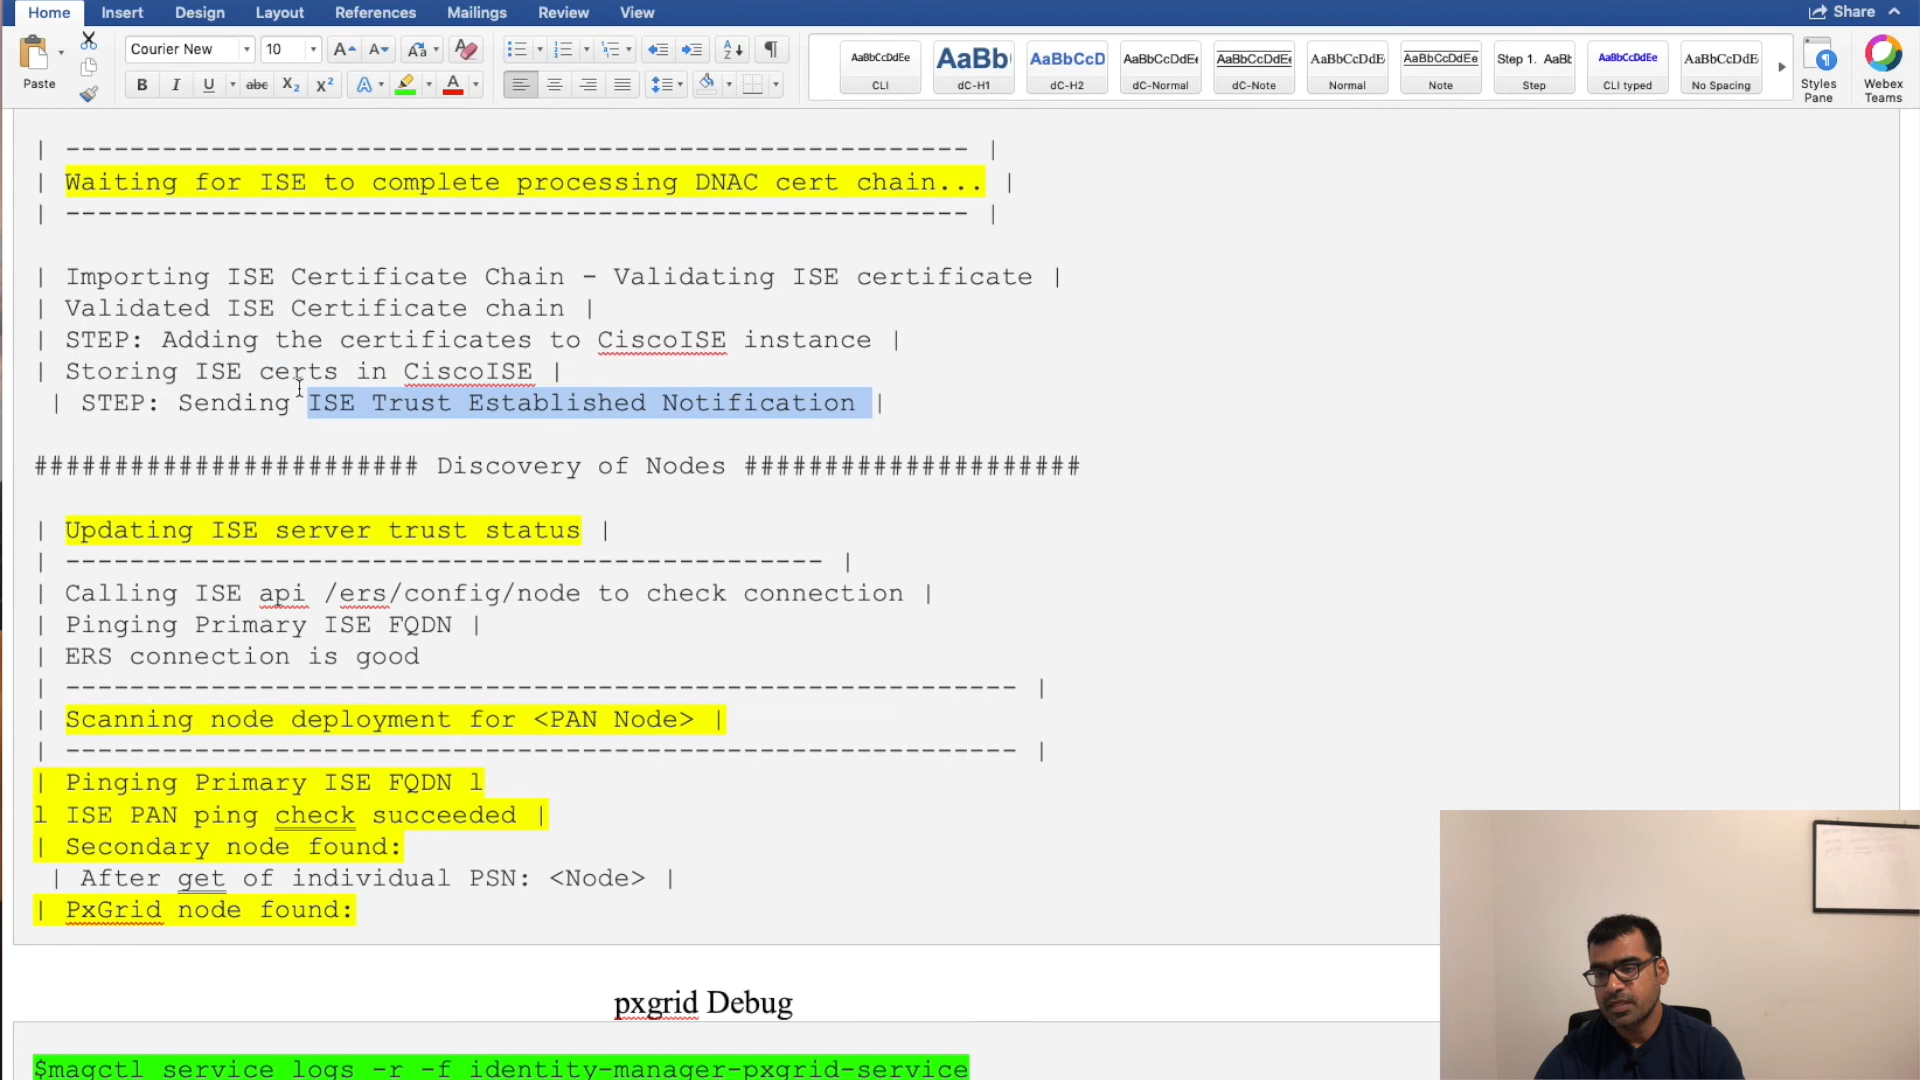 Home Insert Design Layout References Mailings Review View Share
Courier New 10
AaBbCcDdEe AaBb( AaBbCcD AaBbCcDdEe AaBbCcDdEe AaBbCcDdE AaBbCcDdEe Step 1. AaBb AaBbCcDdEe AaBbCcDdE
Paste
CLI dC-H1 dC-H2 dC-Normal dC-Note Normal Note Step CLI typed No Spacing
Styles Pane
Webex Teams
| -------------------------------------------------------- |
| Waiting for ISE to complete processing DNAC cert chain... |
| -------------------------------------------------------- |
| Importing ISE Certificate Chain - Validating ISE certificate |
| Validated ISE Certificate chain |
| STEP: Adding the certificates to CiscoISE instance |
| Storing ISE certs in CiscoISE |
| STEP: Sending ISE Trust Established Notification |
######################## Discovery of Nodes #####################
| Updating ISE server trust status |
| ----------------------------------------------- |
| Calling ISE api /ers/config/node to check connection |
| Pinging Primary ISE FQDN |
| ERS connection is good
| ----------------------------------------------------------- |
| Scanning node deployment for <PAN Node> |
| ----------------------------------------------------------- |
| Pinging Primary ISE FQDN l
l ISE PAN ping check succeeded |
| Secondary node found:
| After get of individual PSN: <Node> |
| PxGrid node found:
pxgrid Debug
$magctl service logs -r -f identity-manager-pxgrid-service